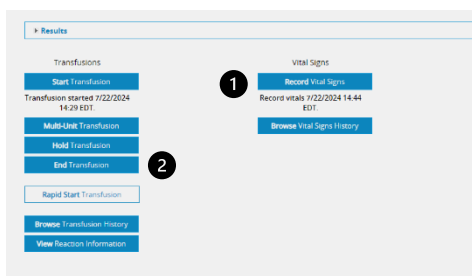 Results
Transfusions
Vital Signs
Start Transfusion
1
Record Vital Signs
Transfusion started 7/22/2024
14:29 EDT.
Record vitals 7/22/2024 14:44
EDT.
Multi-Unit Transfusion
Browse Vital Signs History
Hold Transfusion
End Transfusion
2
Rapid Start Transfusion
Browse Transfusion History
View Reaction Information